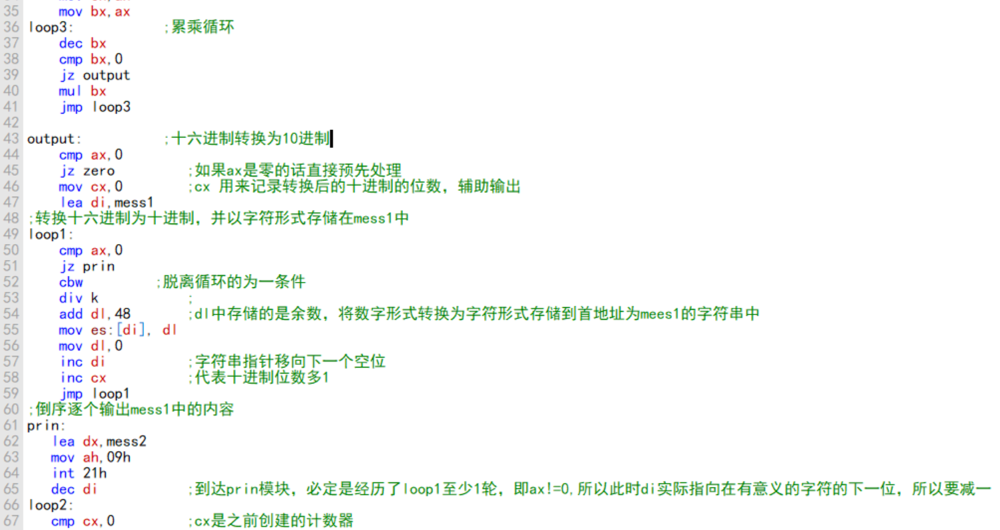 35 mov bx,ax
36 loop3: ;累乘循环
37 dec bx
38 cmp bx,0
39 jz output
40 mul bx
41 jmp loop3
42
43 output: ;十六进制转换为10进制
44 cmp ax,0
45 jz zero ;如果ax是零的话直接预先处理
46 mov cx,0 ;cx 用来记录转换后的十进制的位数，辅助输出
47 lea di,mess1
48 ;转换十六进制为十进制，并以字符形式存储在mess1中
49 loop1:
50 cmp ax,0
51 jz prin
52 cbw ;脱离循环的为一条件
53 div k ;
54 add dl,48 ;dl中存储的是余数，将数字形式转换为字符形式存储到首地址为mees1的字符串中
55 mov es:[di], dl
56 mov dl,0
57 inc di ;字符串指针移向下一个空位
58 inc cx ;代表十进制位数多1
59 jmp loop1
60 ;倒序逐个输出mess1中的内容
61 prin:
62 lea dx,mess2
63 mov ah,09h
64 int 21h
65 dec di ;到达prin模块，必定是经历了loop1至少1轮，即ax!=0,所以此时di实际指向在有意义的字符的下一位，所以要减一
66 loop2:
67 cmp cx,0 ;cx是之前创建的计数器